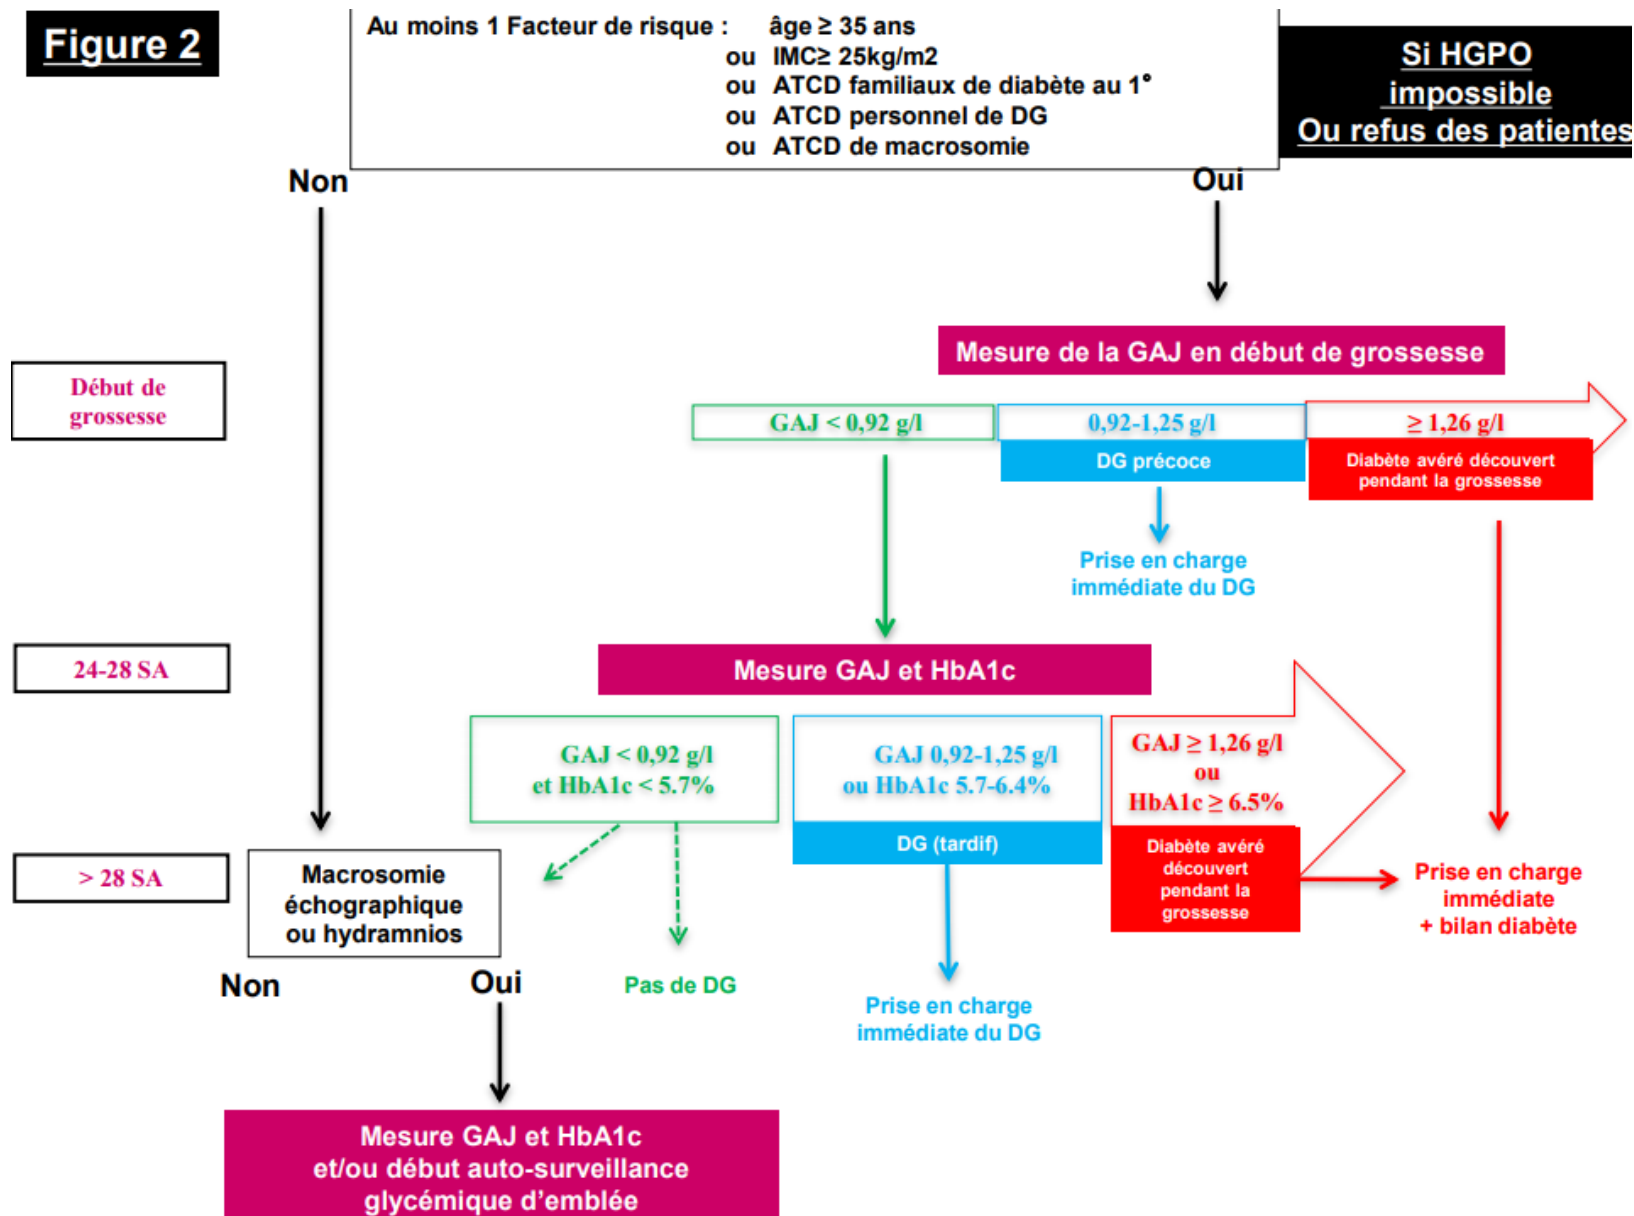 Figure 2
Au moins 1 Facteur de risque : âge ≥ 35 ans
ou IMC≥ 25kg/m2
ou ATCD familiaux de diabète au 1°
ou ATCD personnel de DG
ou ATCD de macrosomie
Si HGPO
impossible
Ou refus des patientes
Non
Oui
Mesure de la GAJ en début de grossesse
Début de
grossesse
GAJ < 0,92 g/l
0,92-1,25 g/l
≥ 1,26 g/l
DG précoce
Diabète avéré découvert
pendant la grossesse
Prise en charge
immédiate du DG
24-28 SA
Mesure GAJ et HbA1c
GAJ < 0,92 g/l
et HbA1c < 5.7%
GAJ 0,92-1,25 g/l
ou HbA1c 5.7-6.4%
GAJ ≥ 1,26 g/l
ou
HbA1c ≥ 6.5%
DG (tardif)
Diabète avéré
découvert
pendant la
grossesse
> 28 SA
Macrosomie
échographique
ou hydramnios
Prise en charge
immédiate
+ bilan diabète
Non
Oui
Pas de DG
Prise en charge
immédiate du DG
Mesure GAJ et HbA1c
et/ou début auto-surveillance
glycémique d'emblée